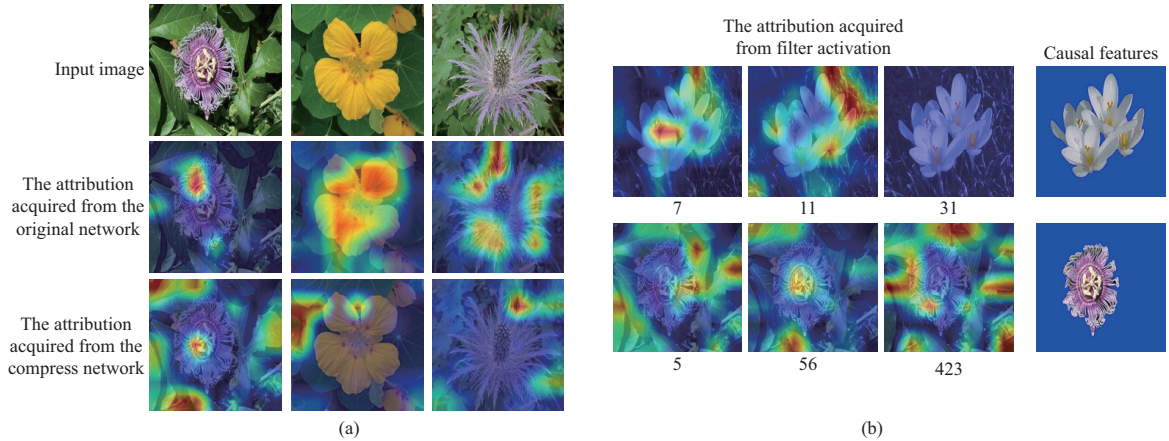 Input image
The attribution
acquired from the
original network
The attribution
acquired from the
compress network
(a)
The attribution acquired
from filter activation
Causal features
7
11
31
5
56
423
(b)